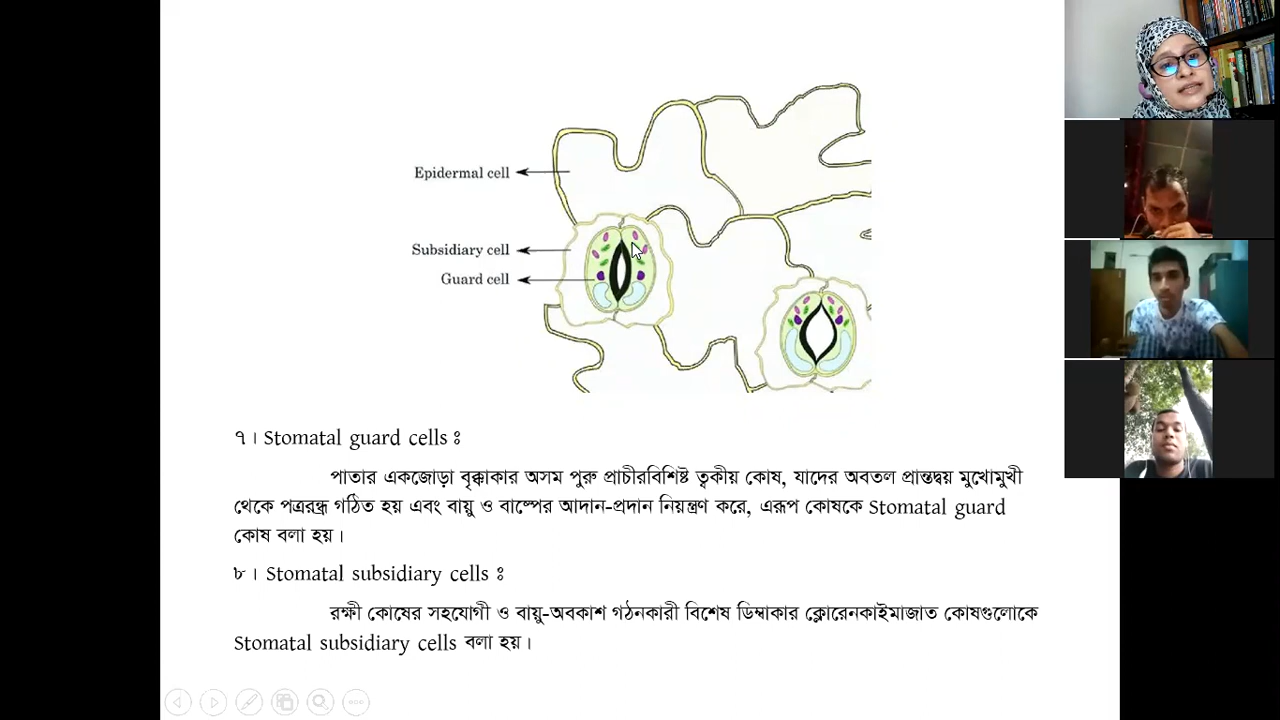 Epidermal cell
Subsidiary cell
Guard cell
৭। Stomatal guard cells ঃ
পাতার একজোড়া বৃক্কাকার অসম পুরু প্রাচীরবিশিষ্ট ত্বকীয় কোষ, যাদের অবতল প্রান্তদ্বয় মুখোমুখী
থেকে পত্ররন্ধ্র গঠিত হয় এবং বায়ু ও বাষ্পের আদান-প্রদান নিয়ন্ত্রণ করে, এরূপ কোষকে Stomatal guard
কোষ বলা হয়।
৮। Stomatal subsidiary cells ঃ
রক্ষী কোষের সহযোগী ও বায়ু-অবকাশ গঠনকারী বিশেষ ডিম্বাকার ক্লোরেনকাইমাজাত কোষগুলোকে
Stomatal subsidiary cells বলা হয়।